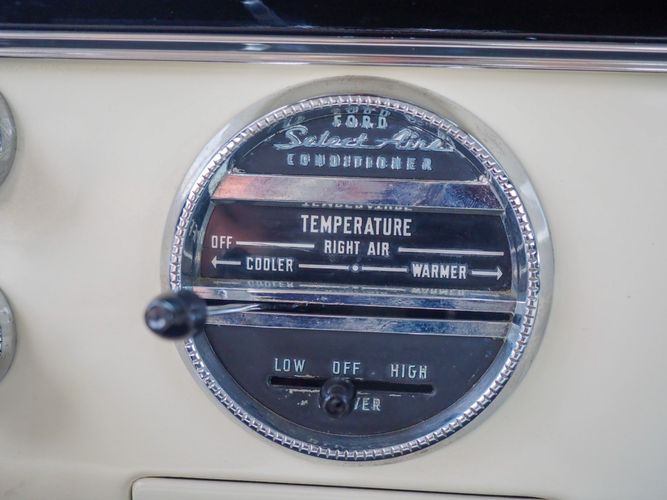 FORD
Select Aire
CONDITIONER
TEMPERATURE
OFF RIGHT AIR
COOLER WARMER
LOW OFF HIGH